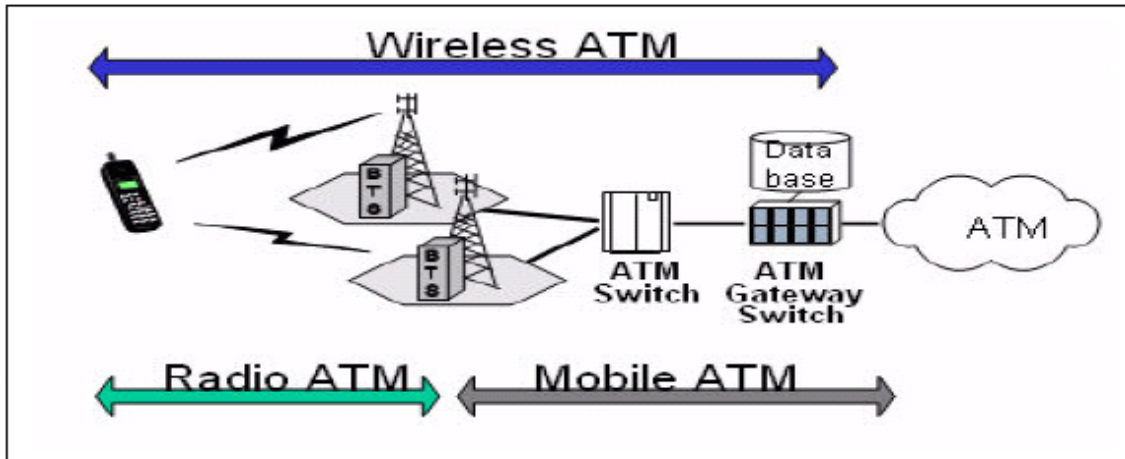 Wireless ATM
Data
base
B
T
S
B
T
S
ATM
ATM
Switch
ATM
Gateway
Switch
Radio ATM
Mobile ATM